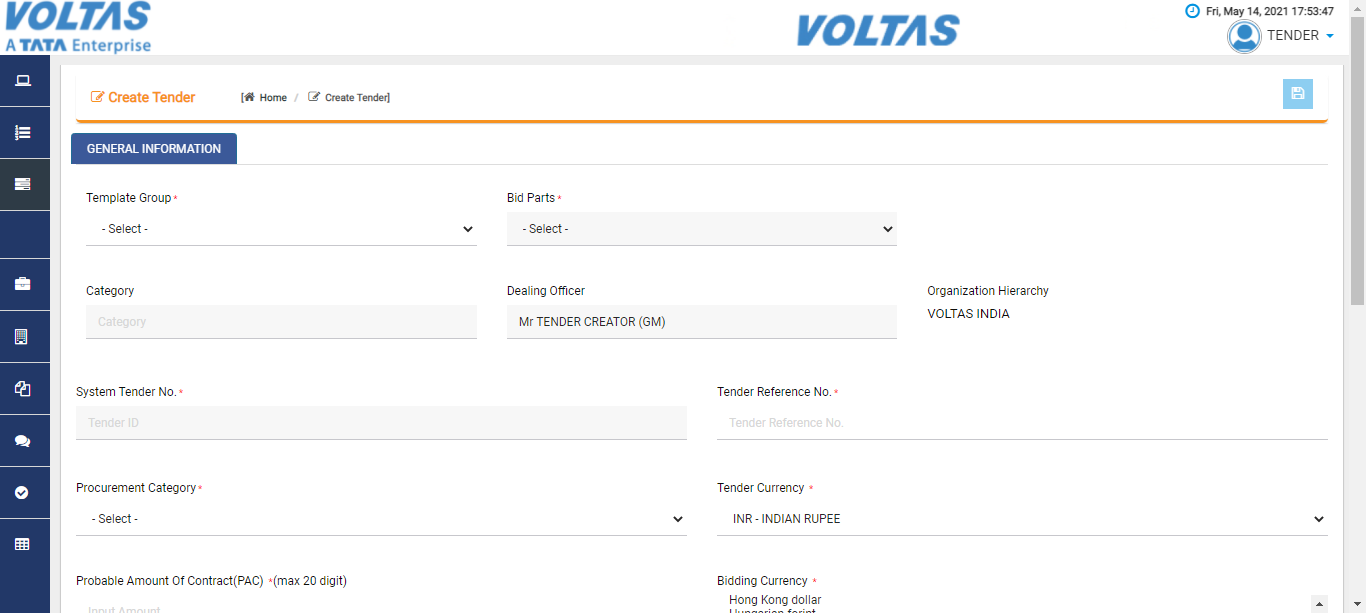 VOLTAS
A TATA Enterprise
VOLTAS
Fri, May 14, 2021 17:53:47
TENDER
Create Tender
[ Home / Create Tender]
GENERAL INFORMATION
Template Group *
Bid Parts *
- Select -
- Select -
Category
Dealing Officer
Organization Hierarchy
Category
Mr TENDER CREATOR (GM)
VOLTAS INDIA
System Tender No. *
Tender Reference No. *
Tender ID
Tender Reference No.
Procurement Category *
Tender Currency *
- Select -
INR - INDIAN RUPEE
Probable Amount Of Contract(PAC) *(max 20 digit)
Bidding Currency *
Input Amount
Hong Kong dollar
Hungarian forint